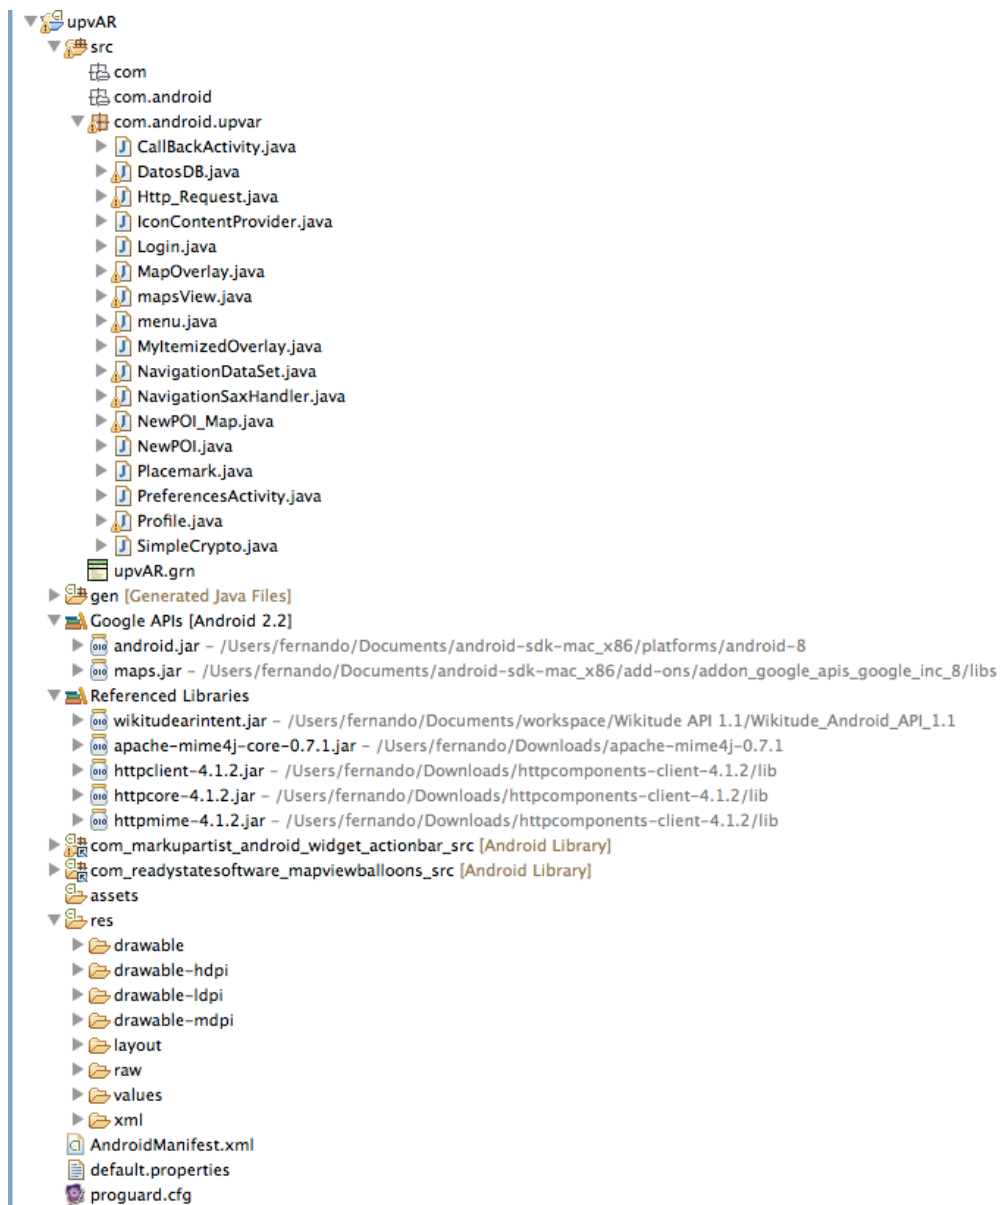 upvAR
src
com
com.android
com.android.upvar
CallBackActivity.java
DatosDB.java
Http_Request.java
IconContentProvider.java
Login.java
MapOverlay.java
mapsView.java
menu.java
MyItemizedOverlay.java
NavigationDataSet.java
NavigationSaxHandler.java
NewPOI_Map.java
NewPOI.java
Placemark.java
PreferencesActivity.java
Profile.java
SimpleCrypto.java
upvAR.grn
gen [Generated Java Files]
Google APIs [Android 2.2]
android.jar – /Users/fernando/Documents/android-sdk-mac_x86/platforms/android-8
maps.jar – /Users/fernando/Documents/android-sdk-mac_x86/add-ons/addon_google_apis_google_inc_8/libs
Referenced Libraries
wikitudearintent.jar – /Users/fernando/Documents/workspace/Wikitude API 1.1/Wikitude_Android_API_1.1
apache-mime4j-core-0.7.1.jar – /Users/fernando/Downloads/apache-mime4j-0.7.1
httpclient-4.1.2.jar – /Users/fernando/Downloads/httpcomponents-client-4.1.2/lib
httpcore-4.1.2.jar – /Users/fernando/Downloads/httpcomponents-client-4.1.2/lib
httpmime-4.1.2.jar – /Users/fernando/Downloads/httpcomponents-client-4.1.2/lib
com_markupartist_android_widget_actionbar_src [Android Library]
com_readystatesoftware_mapviewballoons_src [Android Library]
assets
res
drawable
drawable-hdpi
drawable-ldpi
drawable-mdpi
layout
raw
values
xml
AndroidManifest.xml
default.properties
proguard.cfg